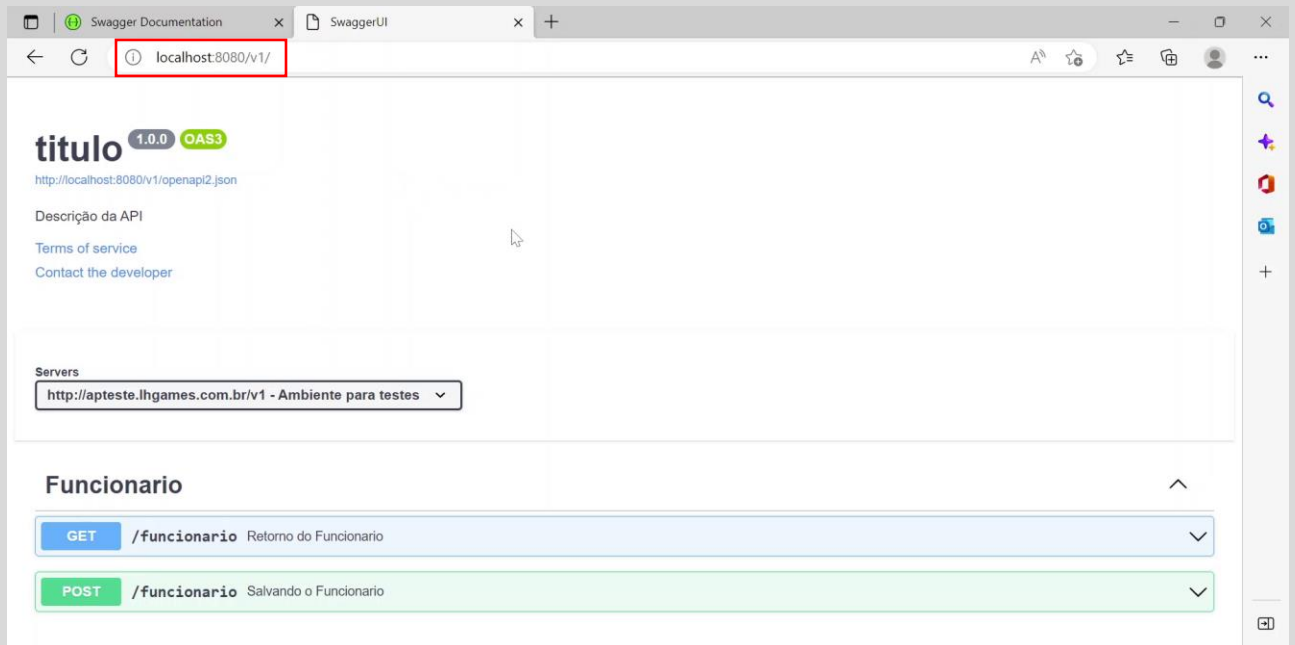 Swagger Documentation
SwaggerUI
localhost:8080/v1/
titulo 1.0.0 OAS3
http://localhost:8080/v1/openapi2.json
Descrição da API
Terms of service
Contact the developer
Servers
http://apteste.lhgames.com.br/v1 - Ambiente para testes
Funcionario
GET /funcionario Retorno do Funcionario
POST /funcionario Salvando o Funcionario